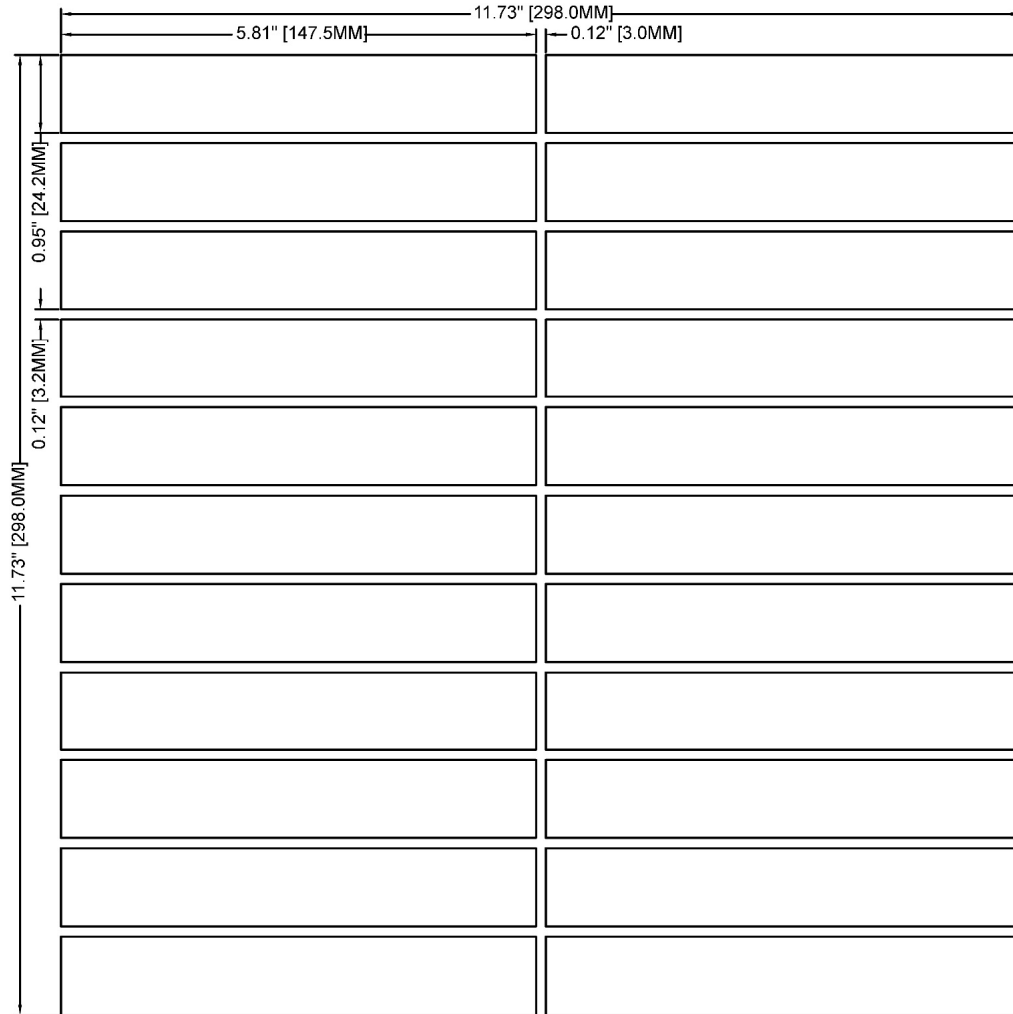 11.73" [298.0MM]
5.81" [147.5MM]
0.12" [3.0MM]
0.95" [24.2MM]
0.12" [3.2MM]
11.73" [298.0MM]